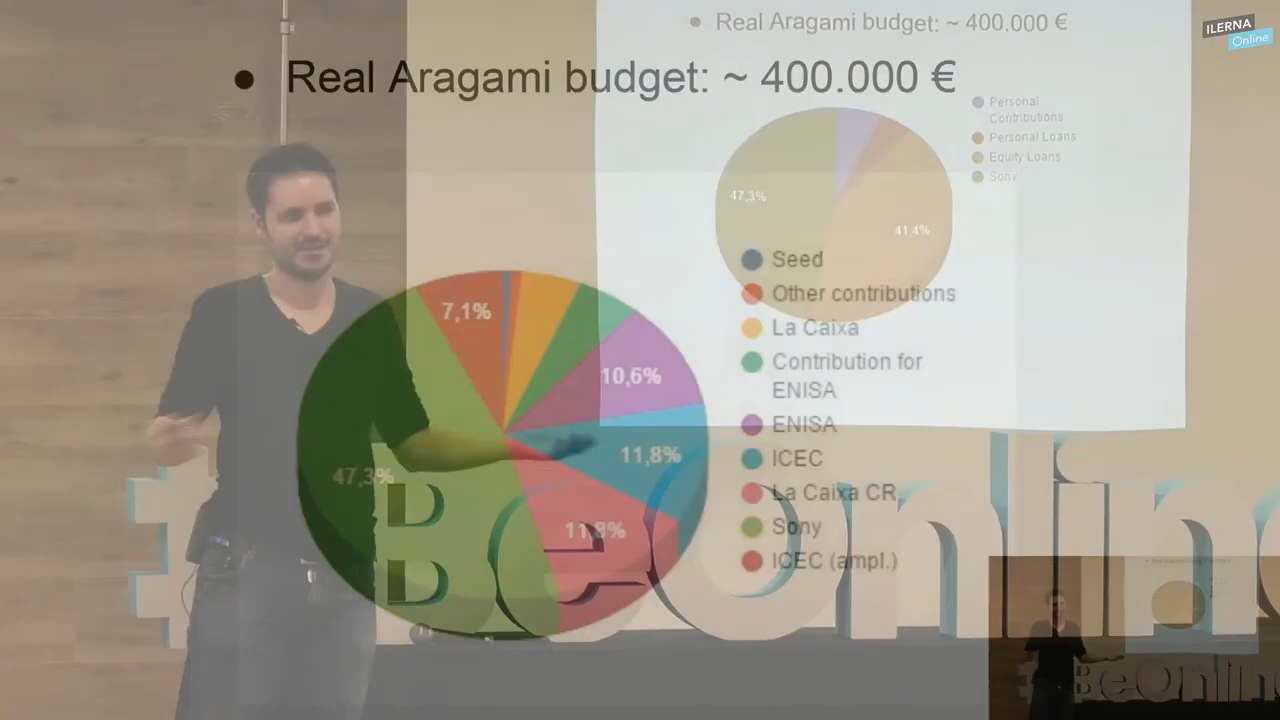 ● Real Aragami budget: ~ 400.000 €
ILERNA
Online
● Real Aragami budget: ~ 400.000 €
Personal
Contributions
Personal Loans
Equity Loans
Sony
47,3%
41,4%
7,1%
10,6%
11,8%
11,8%
47,3%
Seed
Other contributions
La Caixa
Contribution for
ENISA
ENISA
ICEC
La Caixa CR
Sony
ICEC (ampl.)
#BeOnlin
#BeOnlin